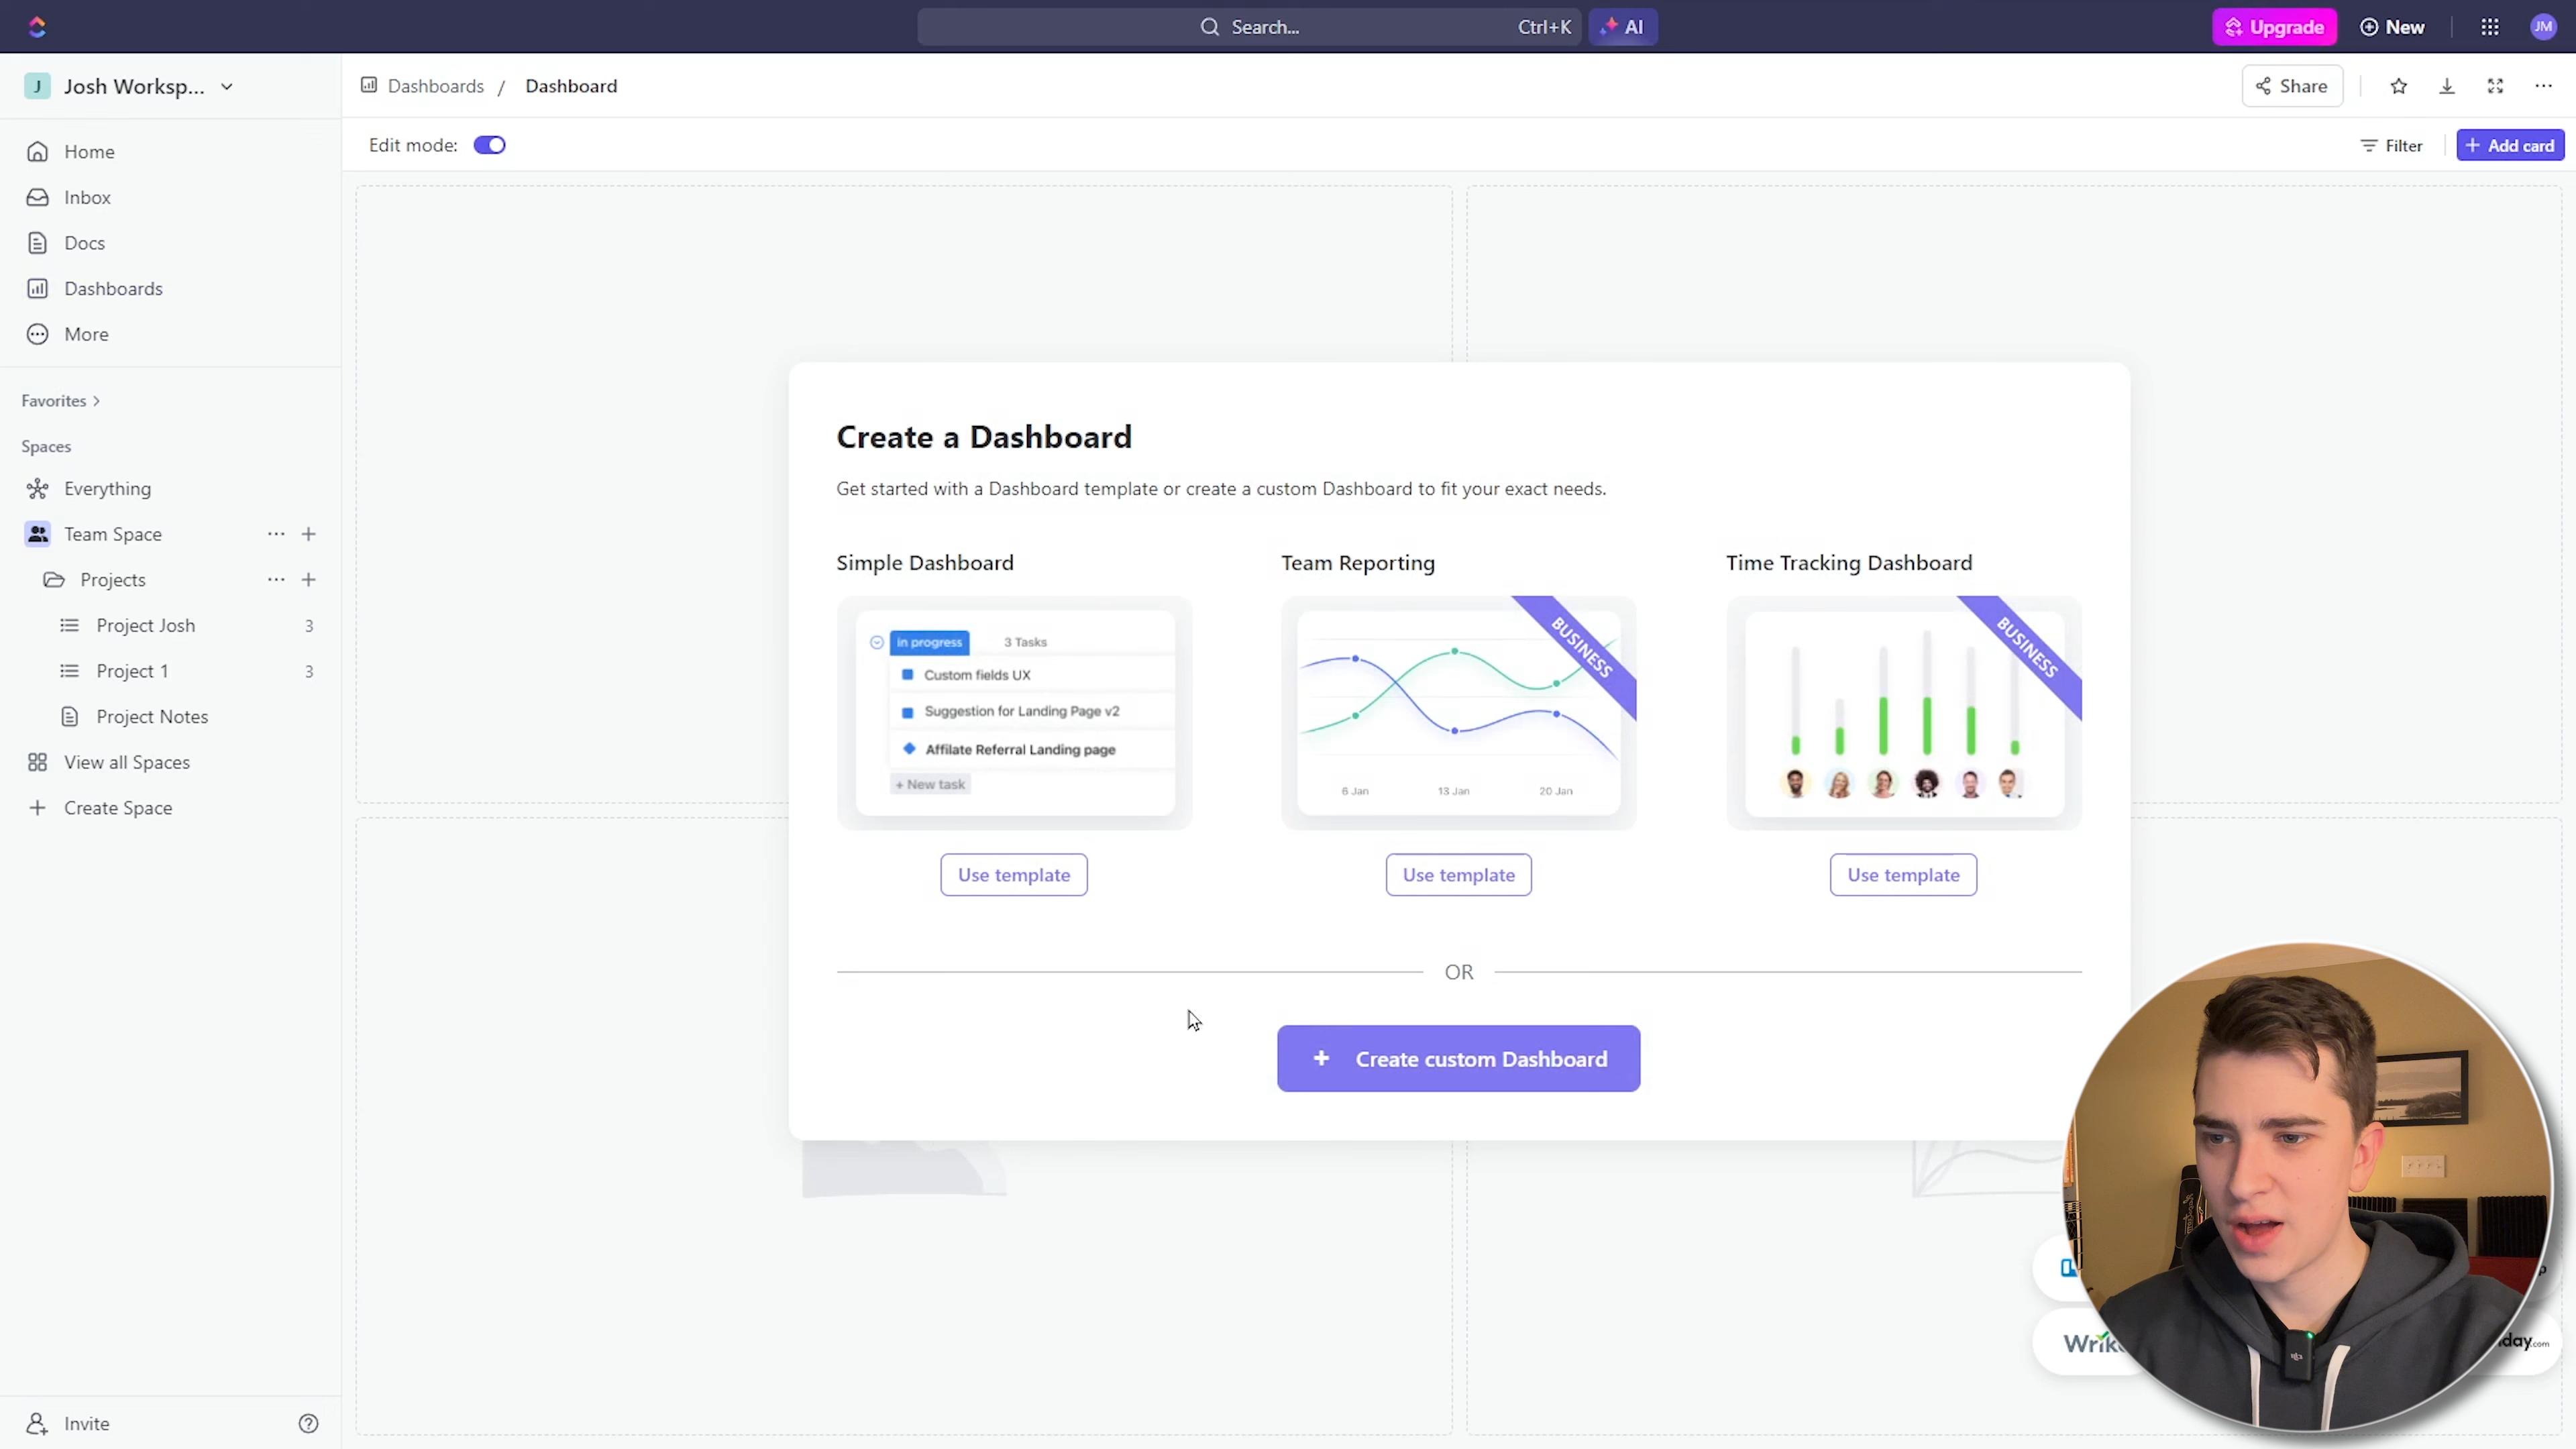 Search...
Ctrl+K
AI
Upgrade
New
JM
J
Josh Worksp...
Dashboards / Dashboard
Share
Edit mode:
Filter
+ Add card
Home
Inbox
Docs
Dashboards
More
Favorites >
Spaces
Everything
Team Space
Projects
Project Josh 3
Project 1 3
Project Notes
View all Spaces
Create Space
Invite
Create a Dashboard
Get started with a Dashboard template or create a custom Dashboard to fit your exact needs.
Simple Dashboard
in progress 3 Tasks
Custom fields UX
Suggestion for Landing Page v2
Affiliate Referral Landing page
+ New task
Use template
Team Reporting
BUSINESS
6 Jan 13 Jan 20 Jan
Use template
Time Tracking Dashboard
BUSINESS
Use template
OR
+ Create custom Dashboard